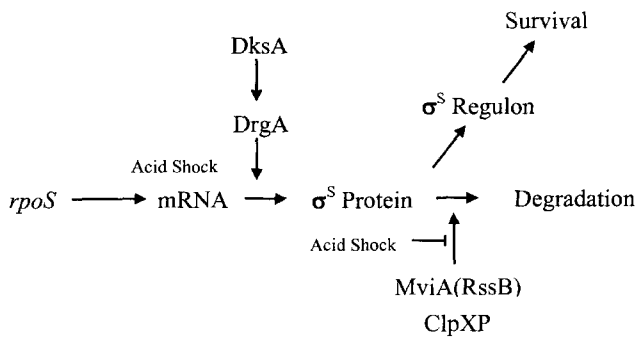 Survival
DksA
σS Regulon
DrgA
Acid Shock
rpoS mRNA σS Protein Degradation
Acid Shock
MviA(RssB)
ClpXP